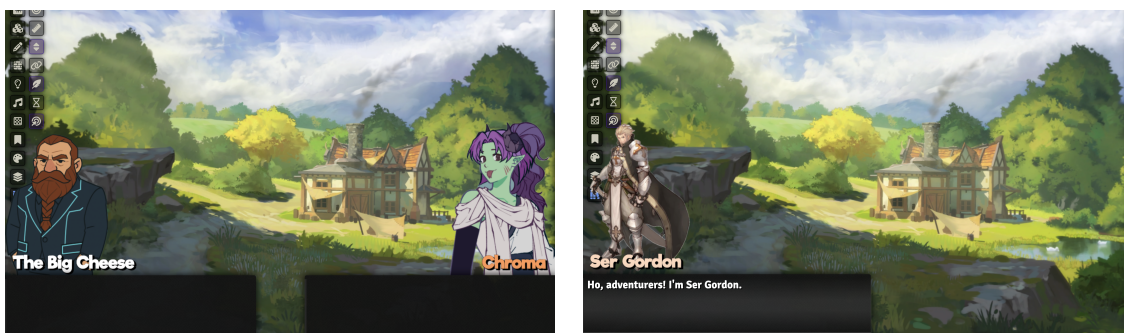 The Big Cheese
Chroma
Ser Gordon
Ho, adventurers! I'm Ser Gordon.